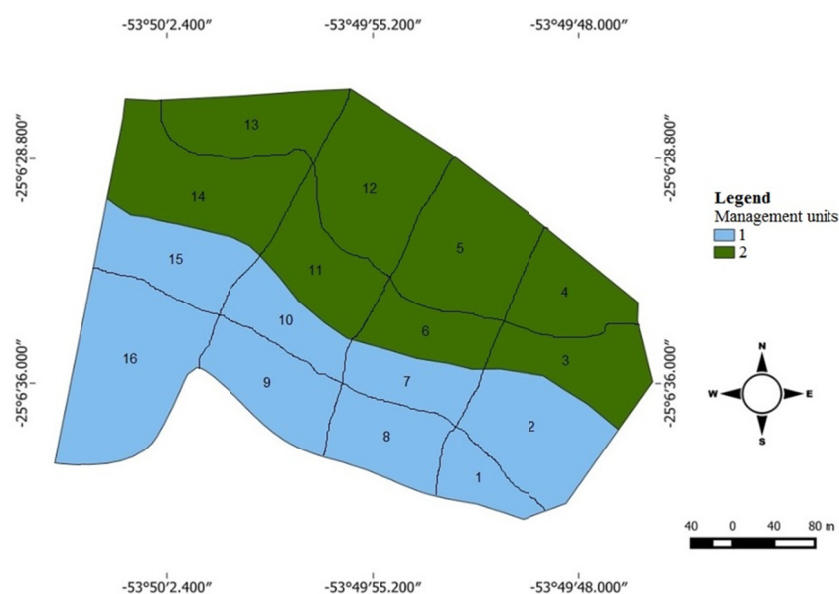 -53°50′2.400″ -53°49′55.200″ -53°49′48.000″
-25°6′28.800″ -25°6′28.800″
13
12
14
Legend
Management units
1
2
5
15
11
4
10
6
3
16
9
7
-25°6′36.000″ -25°6′36.000″
N
W E
S
8
2
1
40 0 40 80 m
-53°50′2.400″ -53°49′55.200″ -53°49′48.000″